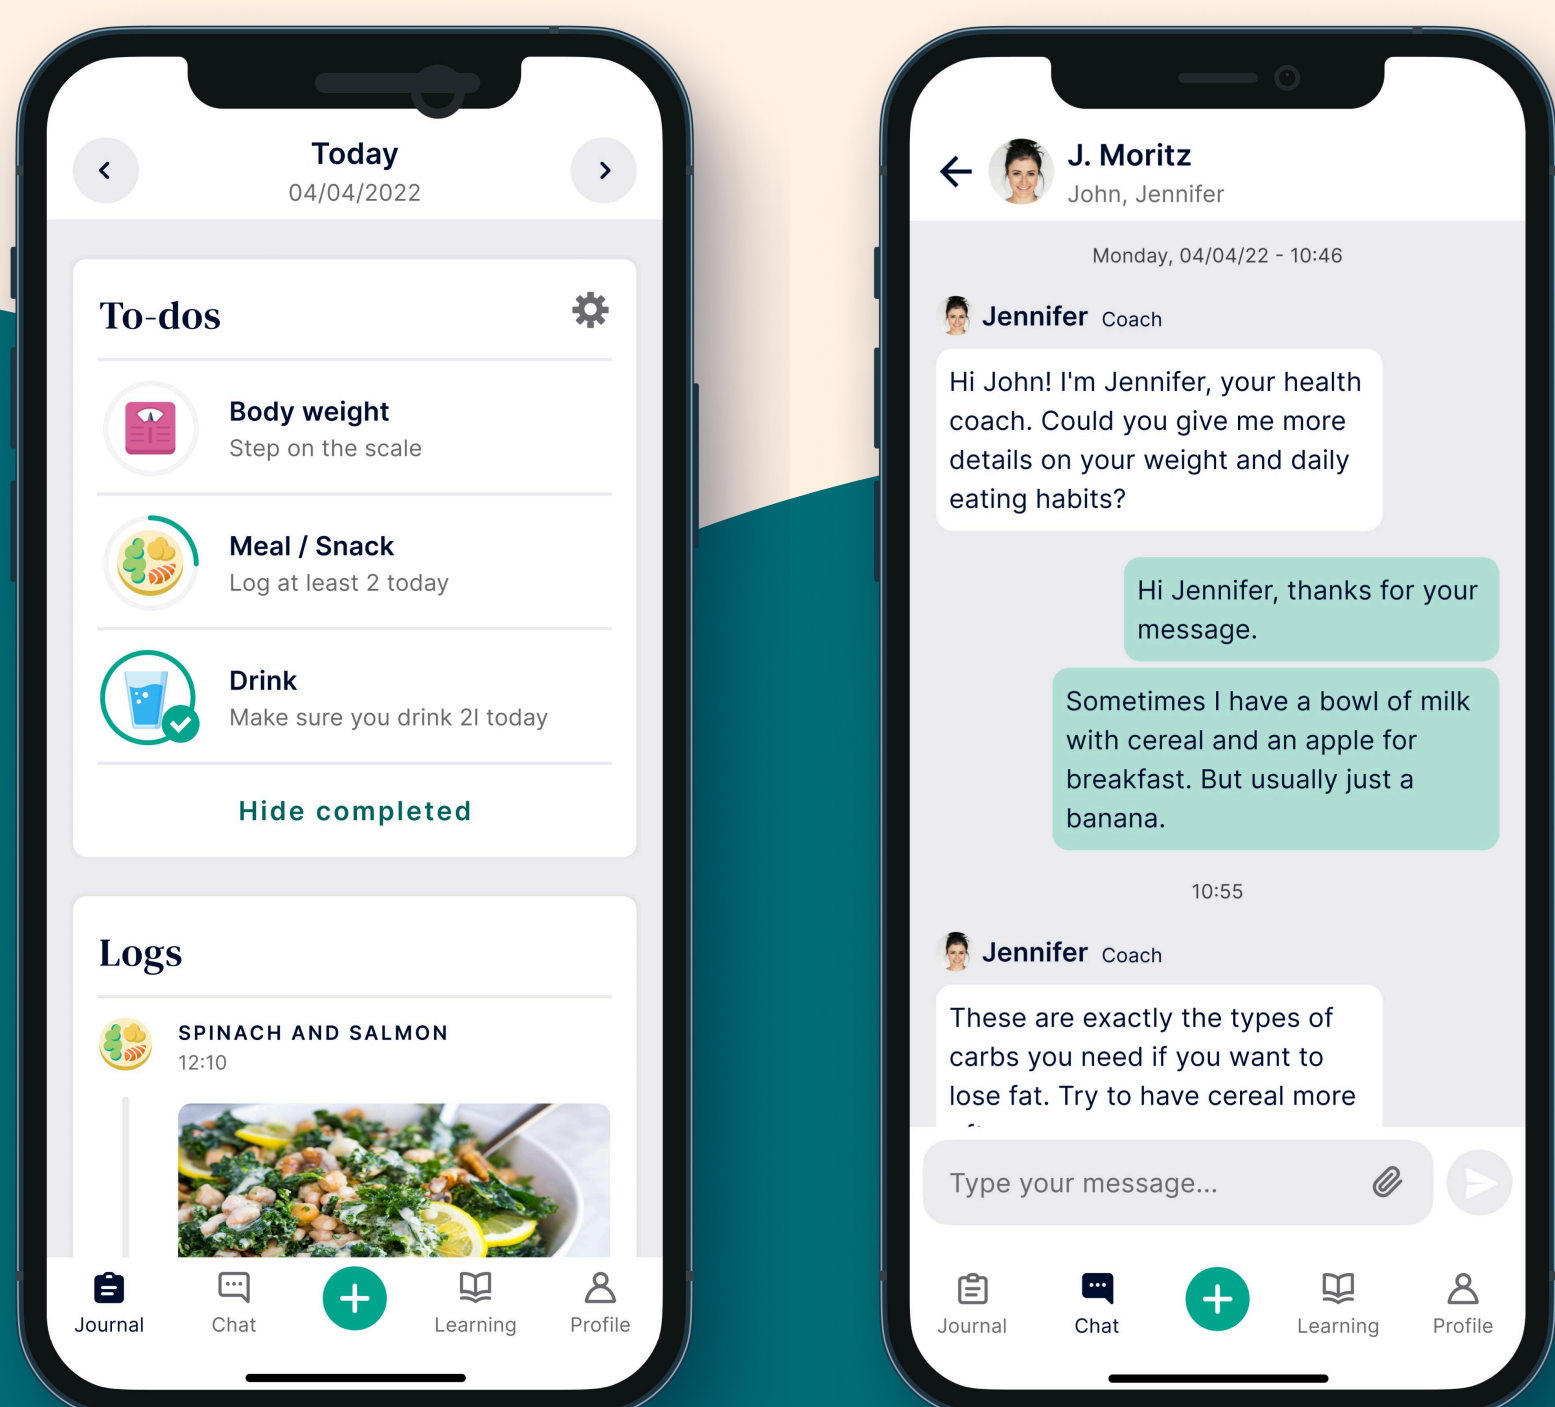 Today
04/04/2022
To-dos
Body weight
Step on the scale
Meal / Snack
Log at least 2 today
Drink
Make sure you drink 2l today
Hide completed
Logs
SPINACH AND SALMON
12:10
Journal
Chat
Learning
Profile
J. Moritz
John, Jennifer
Monday, 04/04/22 - 10:46
Jennifer Coach
Hi John! I'm Jennifer, your health
coach. Could you give me more
details on your weight and daily
eating habits?
Hi Jennifer, thanks for your
message.
Sometimes I have a bowl of milk
with cereal and an apple for
breakfast. But usually just a
banana.
10:55
Jennifer Coach
These are exactly the types of
carbs you need if you want to
lose fat. Try to have cereal more
Type your message...
Journal
Chat
Learning
Profile